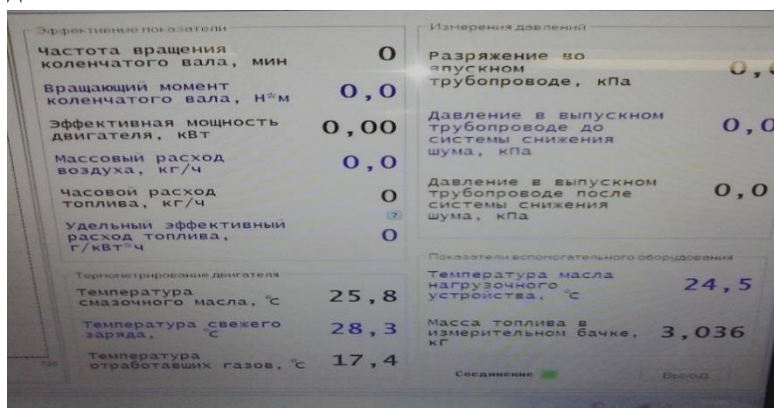 Эффективные показатели
Частота вращения
коленчатого вала, мин
0
Вращающий момент
коленчатого вала, н*м
0,0
Эффективная мощность
двигателя, кВт
0,00
Массовый расход
воздуха, кг/ч
0,0
Часовой расход
топлива, кг/ч
0
?
Удельный эффективный
расход топлива,
г/кВт*ч
0
Термометрирование двигателя
Температура
смазочного масла, °с
25,8
Температура свежего
заряда, °с
28,3
Температура
отработавших газов, °с
17,4
Измерения давлений
Разряжение во
впускном
трубопроводе, кПа
0,
Давление в выпускном
трубопроводе до
системы снижения
шума, кПа
0,0
Давление в выпускном
трубопроводе после
системы снижения
шума, кПа
0,0
Показатели вспомогательного оборудования
Температура масла
нагрузочного
устройства, °с
24,5
Масса топлива в
измерительном бачке,
кг
3,036
Соединение
Выход